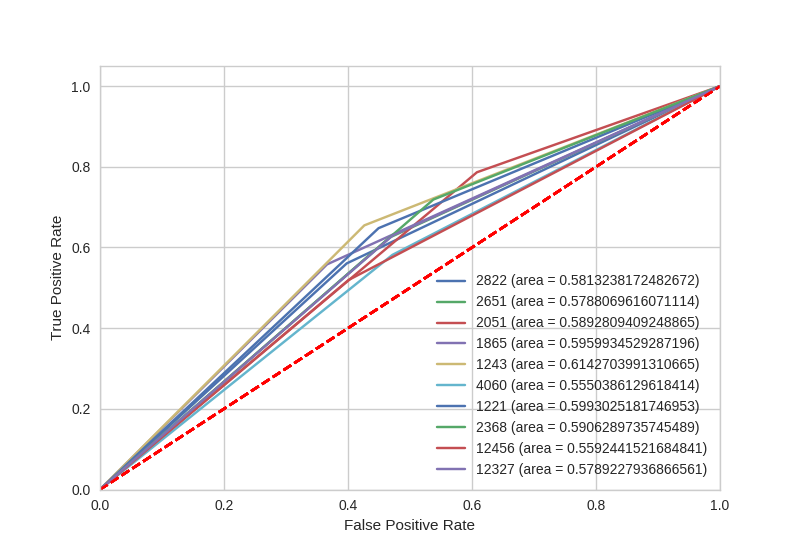 1.0
0.8
0.6
0.4
0.2
0.0
True Positive Rate
2822 (area = 0.5813238172482672)
2651 (area = 0.5788069616071114)
2051 (area = 0.5892809409248865)
1865 (area = 0.5959934529287196)
1243 (area = 0.6142703991310665)
4060 (area = 0.5550386129618414)
1221 (area = 0.5993025181746953)
2368 (area = 0.5906289735745489)
12456 (area = 0.5592441521684841)
12327 (area = 0.5789227936866561)
0.0 0.2 0.4 0.6 0.8 1.0
False Positive Rate